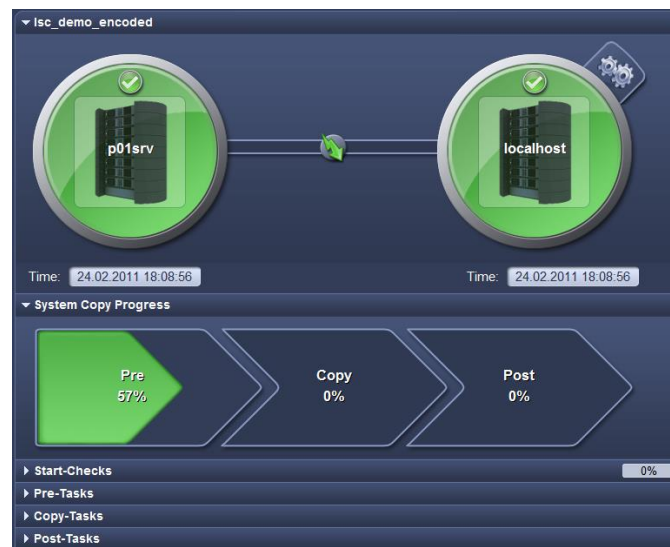 lsc_demo_encoded
p01srv
localhost
Time: 24.02.2011 18:08:56
Time: 24.02.2011 18:08:56
System Copy Progress
Pre
57%
Copy
0%
Post
0%
Start-Checks 0%
Pre-Tasks
Copy-Tasks
Post-Tasks